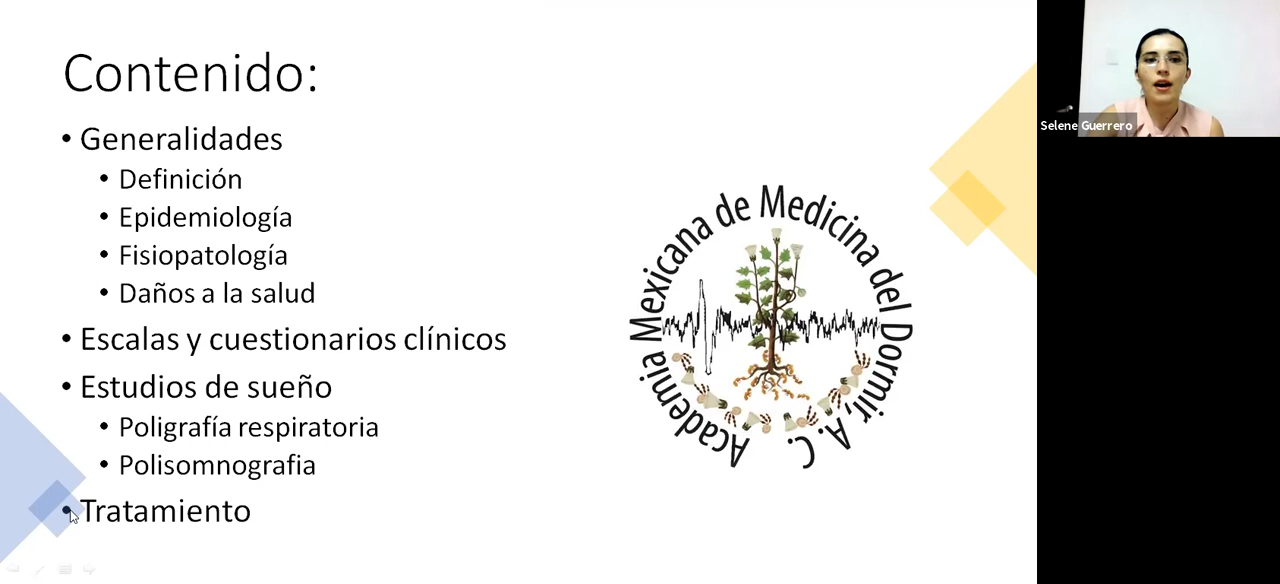 Contenido:
• Generalidades
• Definición
• Epidemiología
• Fisiopatología
• Daños a la salud
• Escalas y cuestionarios clínicos
• Estudios de sueño
• Poligrafía respiratoria
• Polisomnografia
• Tratamiento
Academia Mexicana de Medicina del Dormir, A. C.
Selene Guerrero